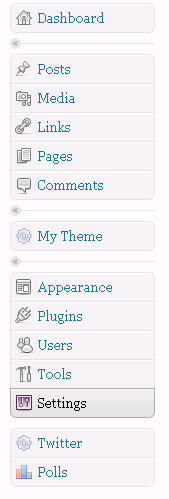 Dashboard
Posts
Media
Links
Pages
Comments
My Theme
Appearance
Plugins
Users
Tools
Settings
Twitter
Polls